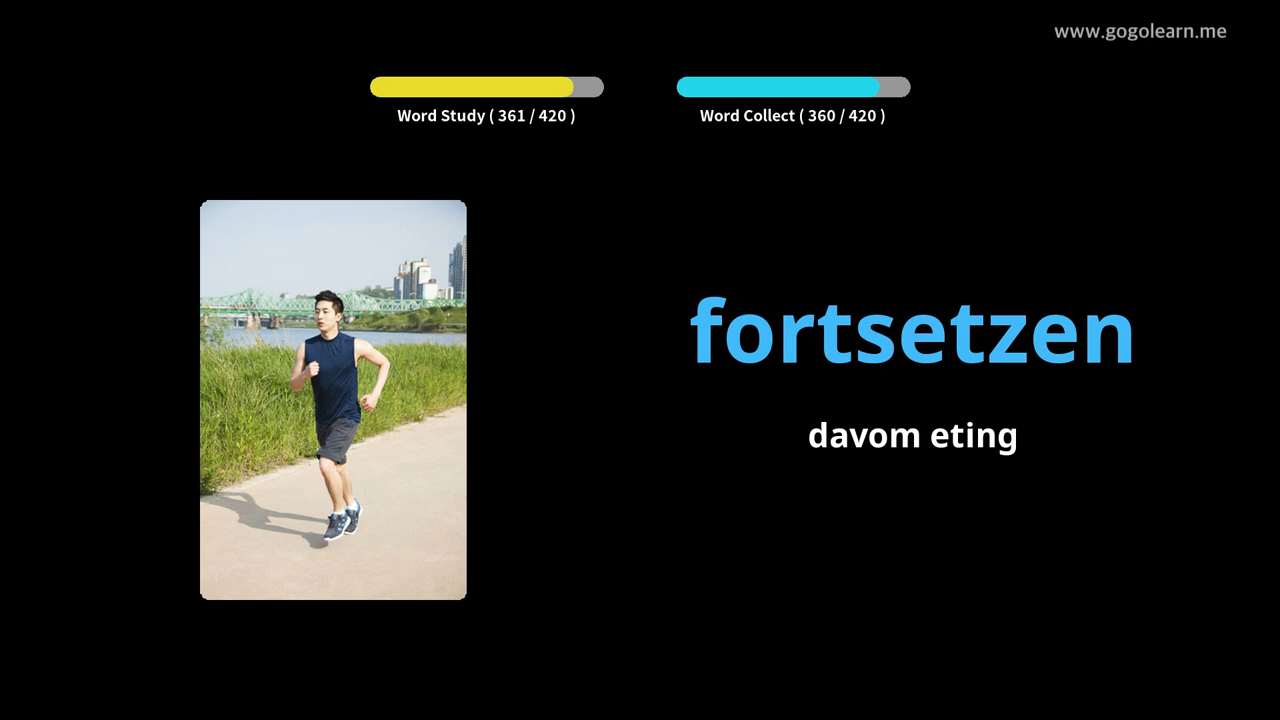 www.gogolearn.me
Word Study ( 361 / 420 )
Word Collect ( 360 / 420 )
fortsetzen
davom eting